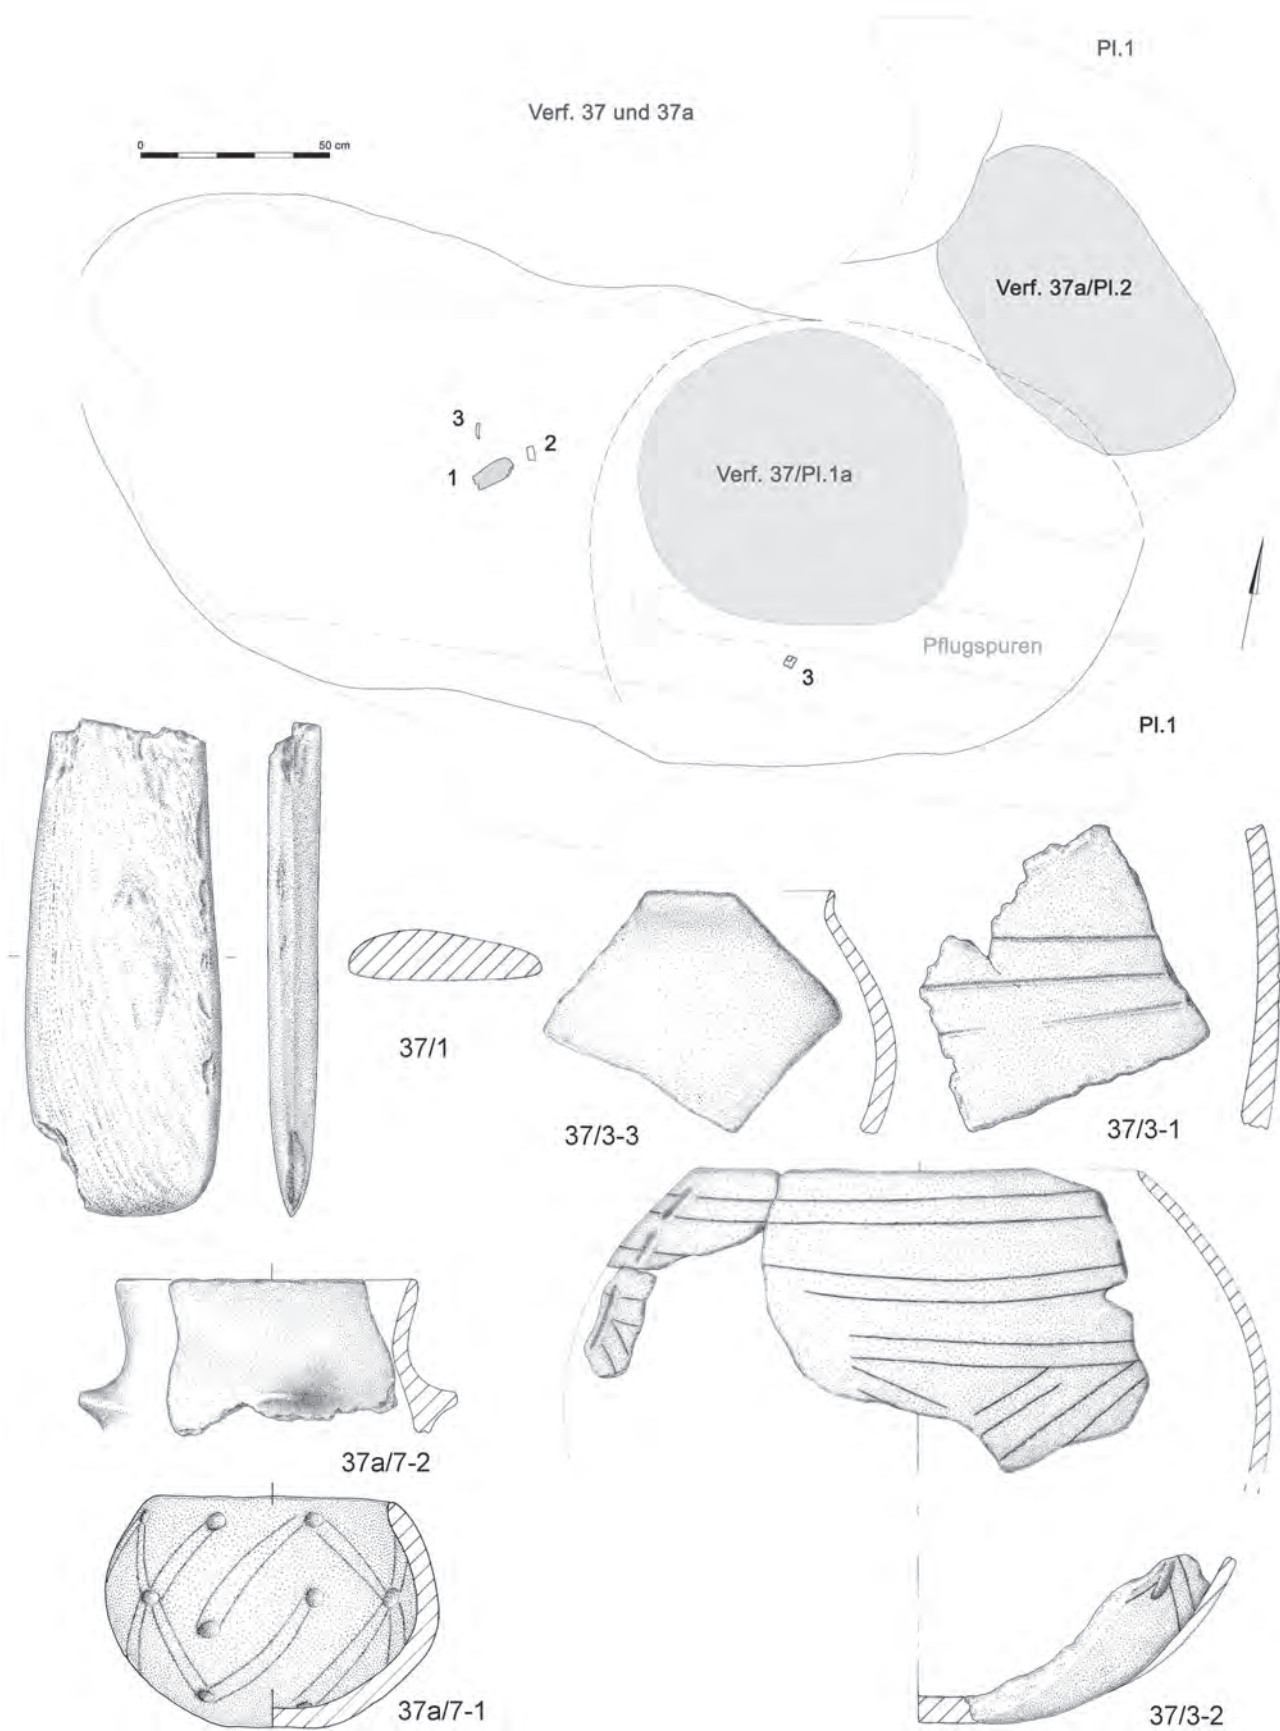 Pl.1
Verf. 37 und 37a
0 50 cm
Verf. 37a/Pl.2
3
2
1
Verf. 37/Pl.1a
Pflugspuren
3
Pl.1
37/1
37/3-3
37/3-1
37a/7-2
37a/7-1
37/3-2